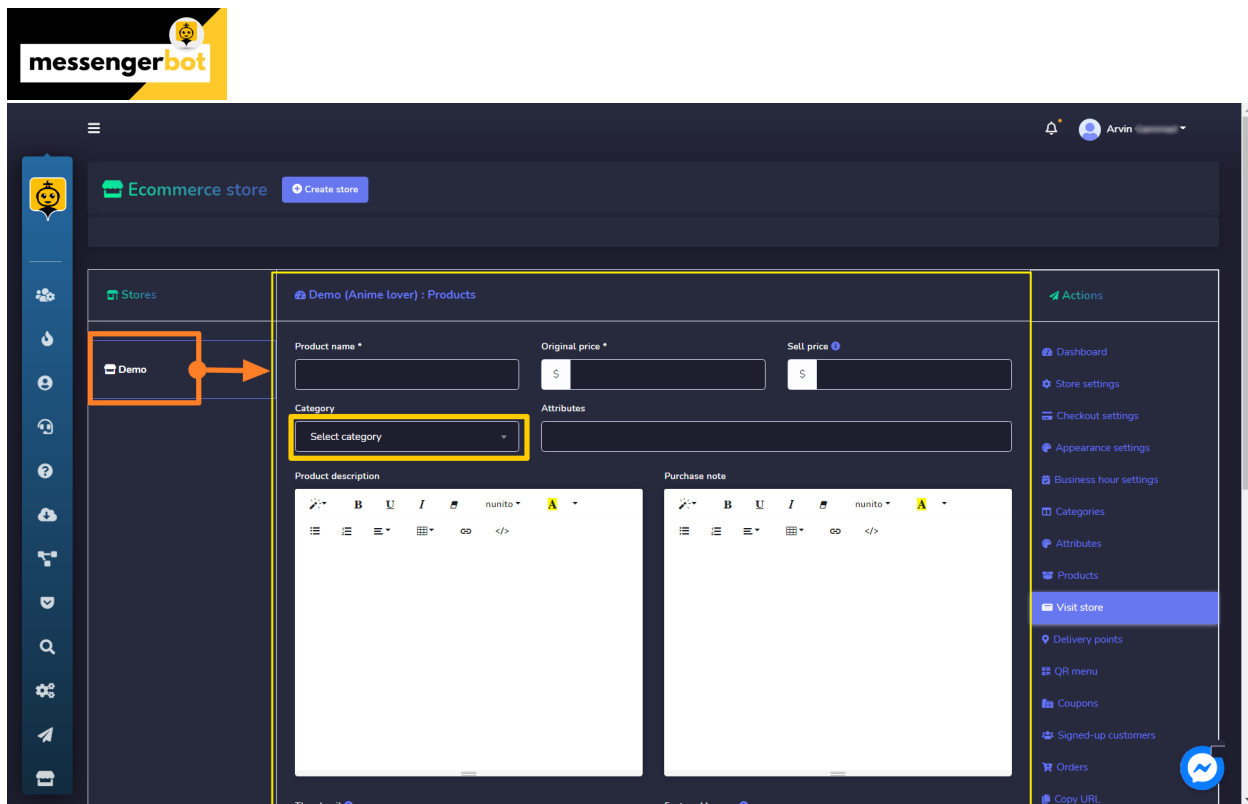 messengerbot
Arvin
Ecommerce store
Create store
Stores
Demo (Anime lover) : Products
Actions
Demo
Product name *
Original price *
Sell price
$
$
Category
Attributes
Select category
Product description
Purchase note
B U I nunito A
B U I nunito A
</>
</>
Dashboard
Store settings
Checkout settings
Appearance settings
Business hour settings
Categories
Attributes
Products
Visit store
Delivery points
QR menu
Coupons
Signed-up customers
Orders
Copy URL